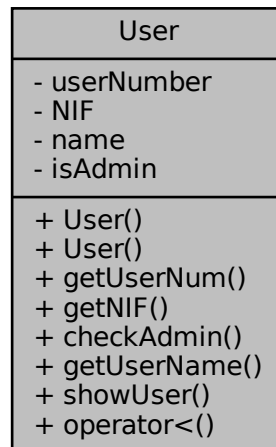 User
- userNumber
- NIF
- name
- isAdmin
+ User()
+ User()
+ getUserNum()
+ getNIF()
+ checkAdmin()
+ getUserName()
+ showUser()
+ operator<()